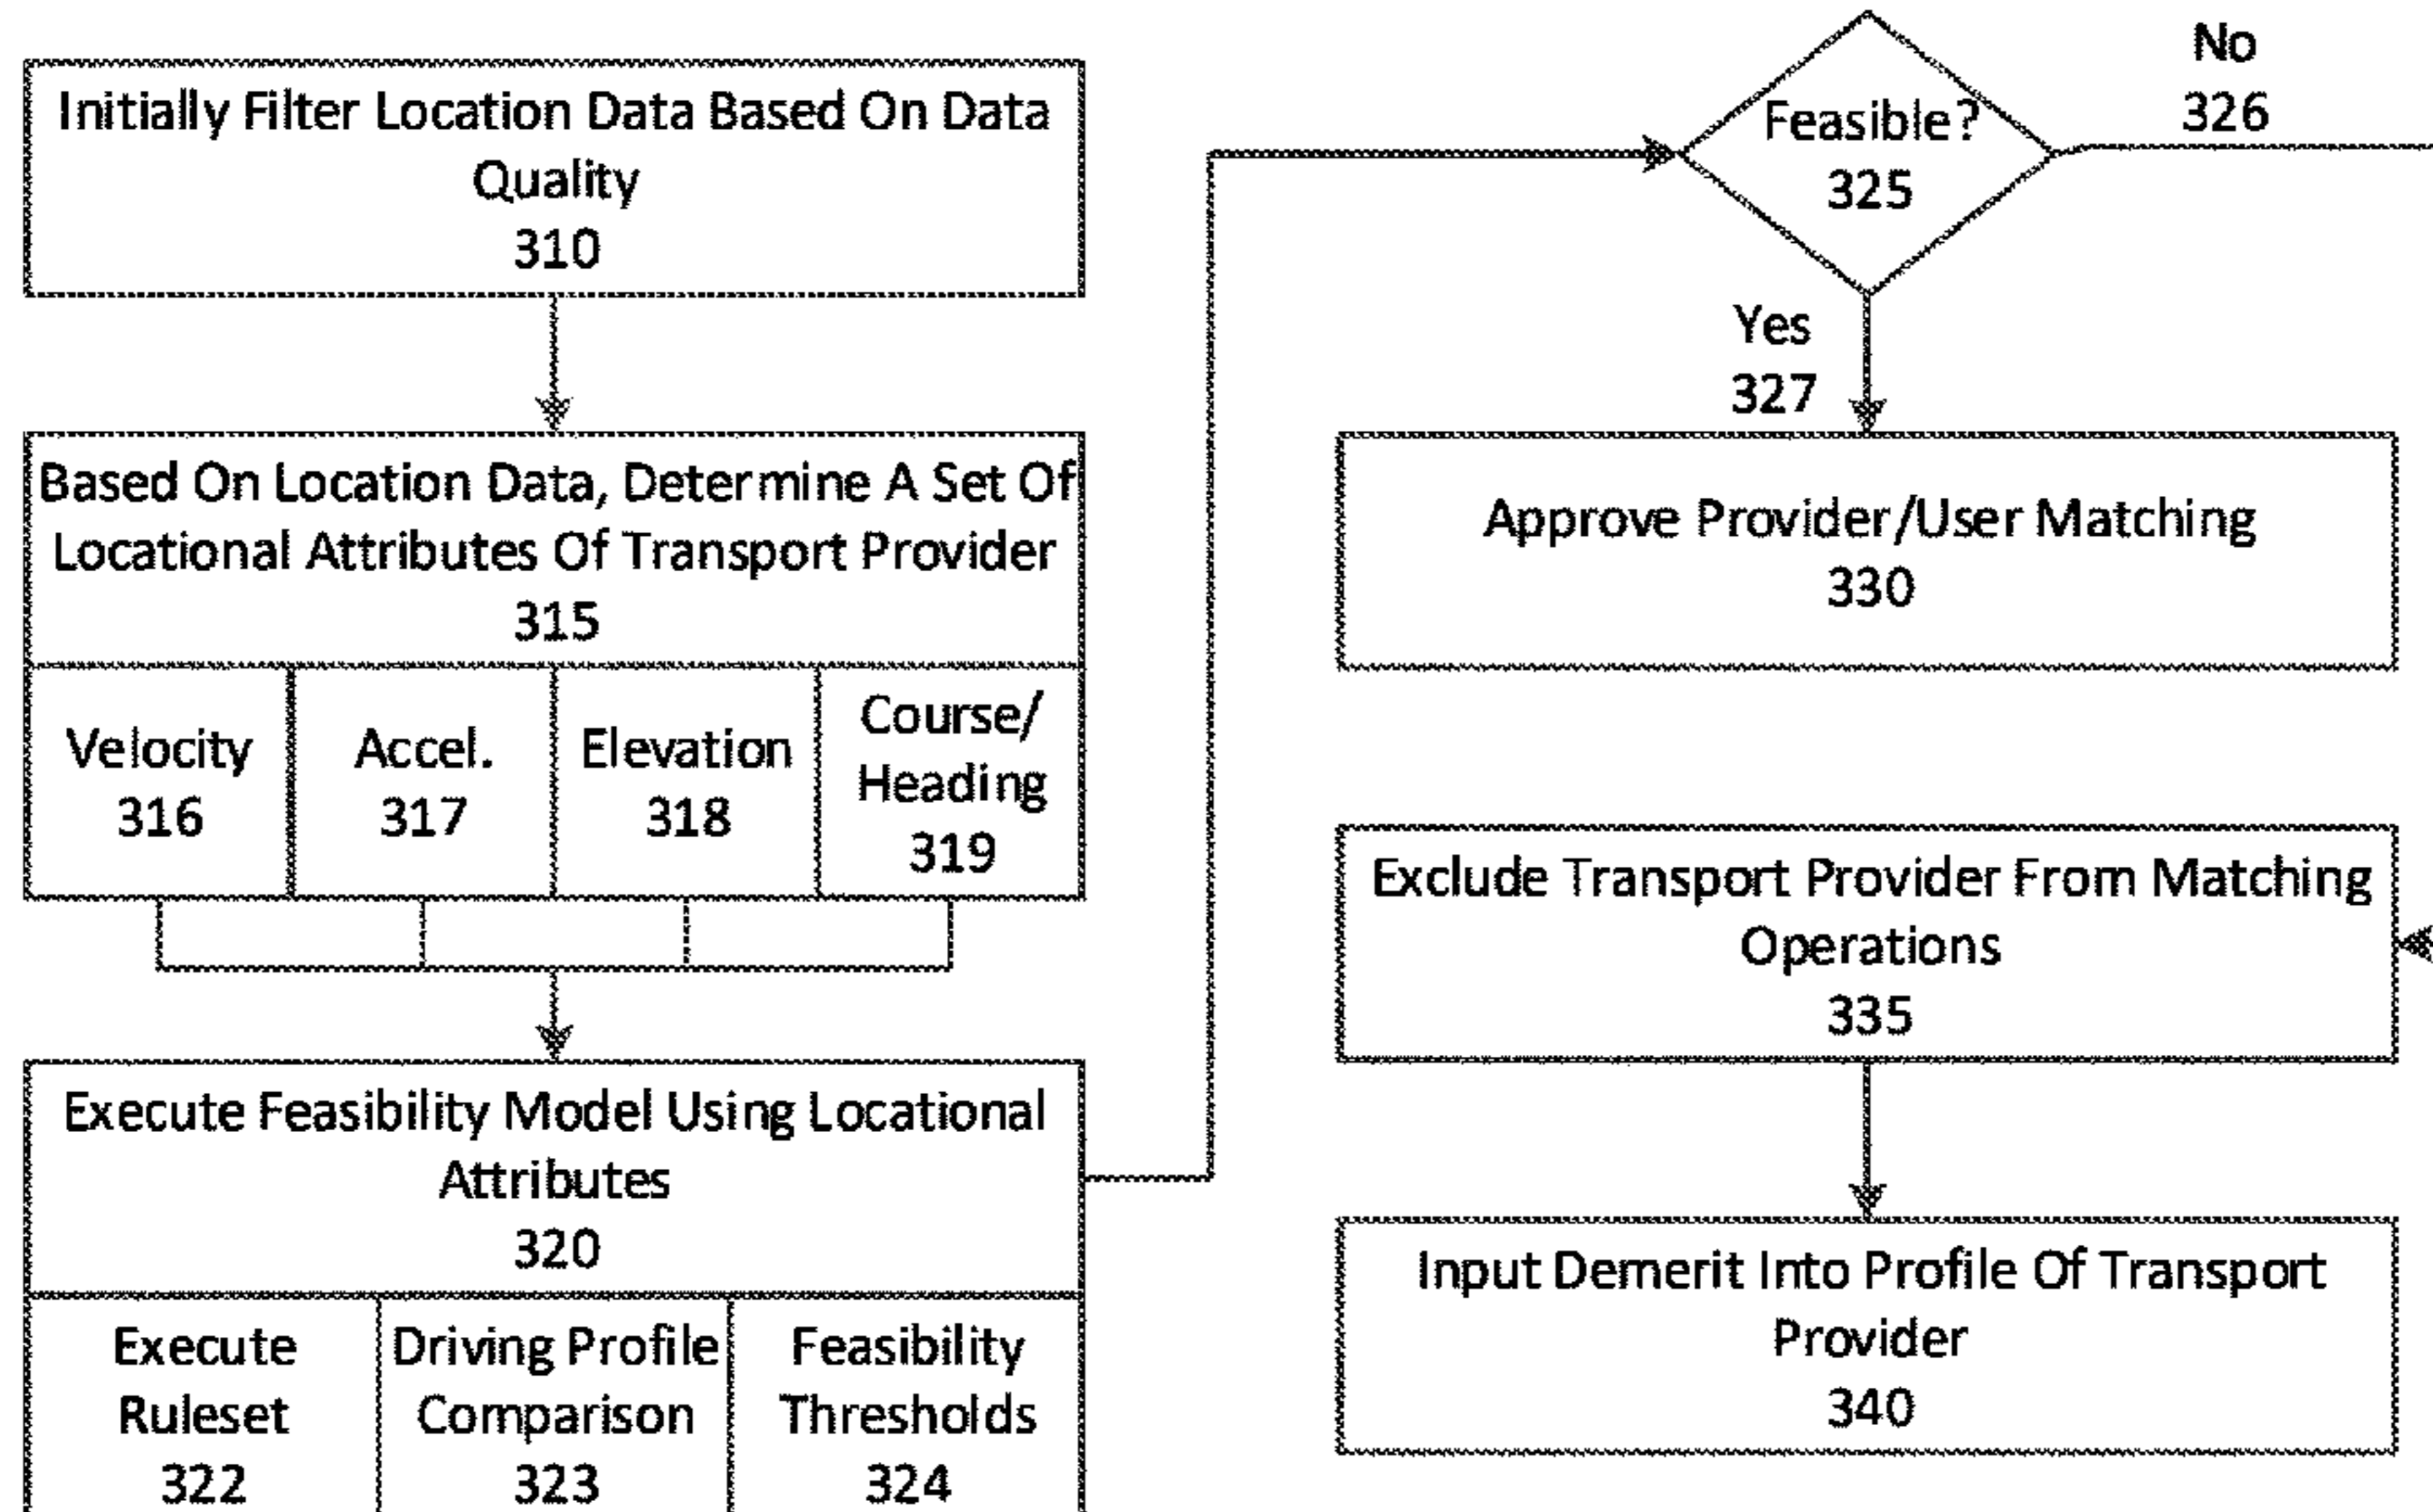 Initially Filter Location Data Based On Data
Quality
310
Based On Location Data, Determine A Set Of
Locational Attributes Of Transport Provider
315
Velocity
316
Accel.
317
Elevation
318
Course/
Heading
319
Execute Feasibility Model Using Locational
Attributes
320
Execute
Ruleset
322
Driving Profile
Comparison
323
Feasibility
Thresholds
324
Feasible?
325
No
326
Yes
327
Approve Provider/User Matching
330
Exclude Transport Provider From Matching
Operations
335
Input Demerit Into Profile Of Transport
Provider
340